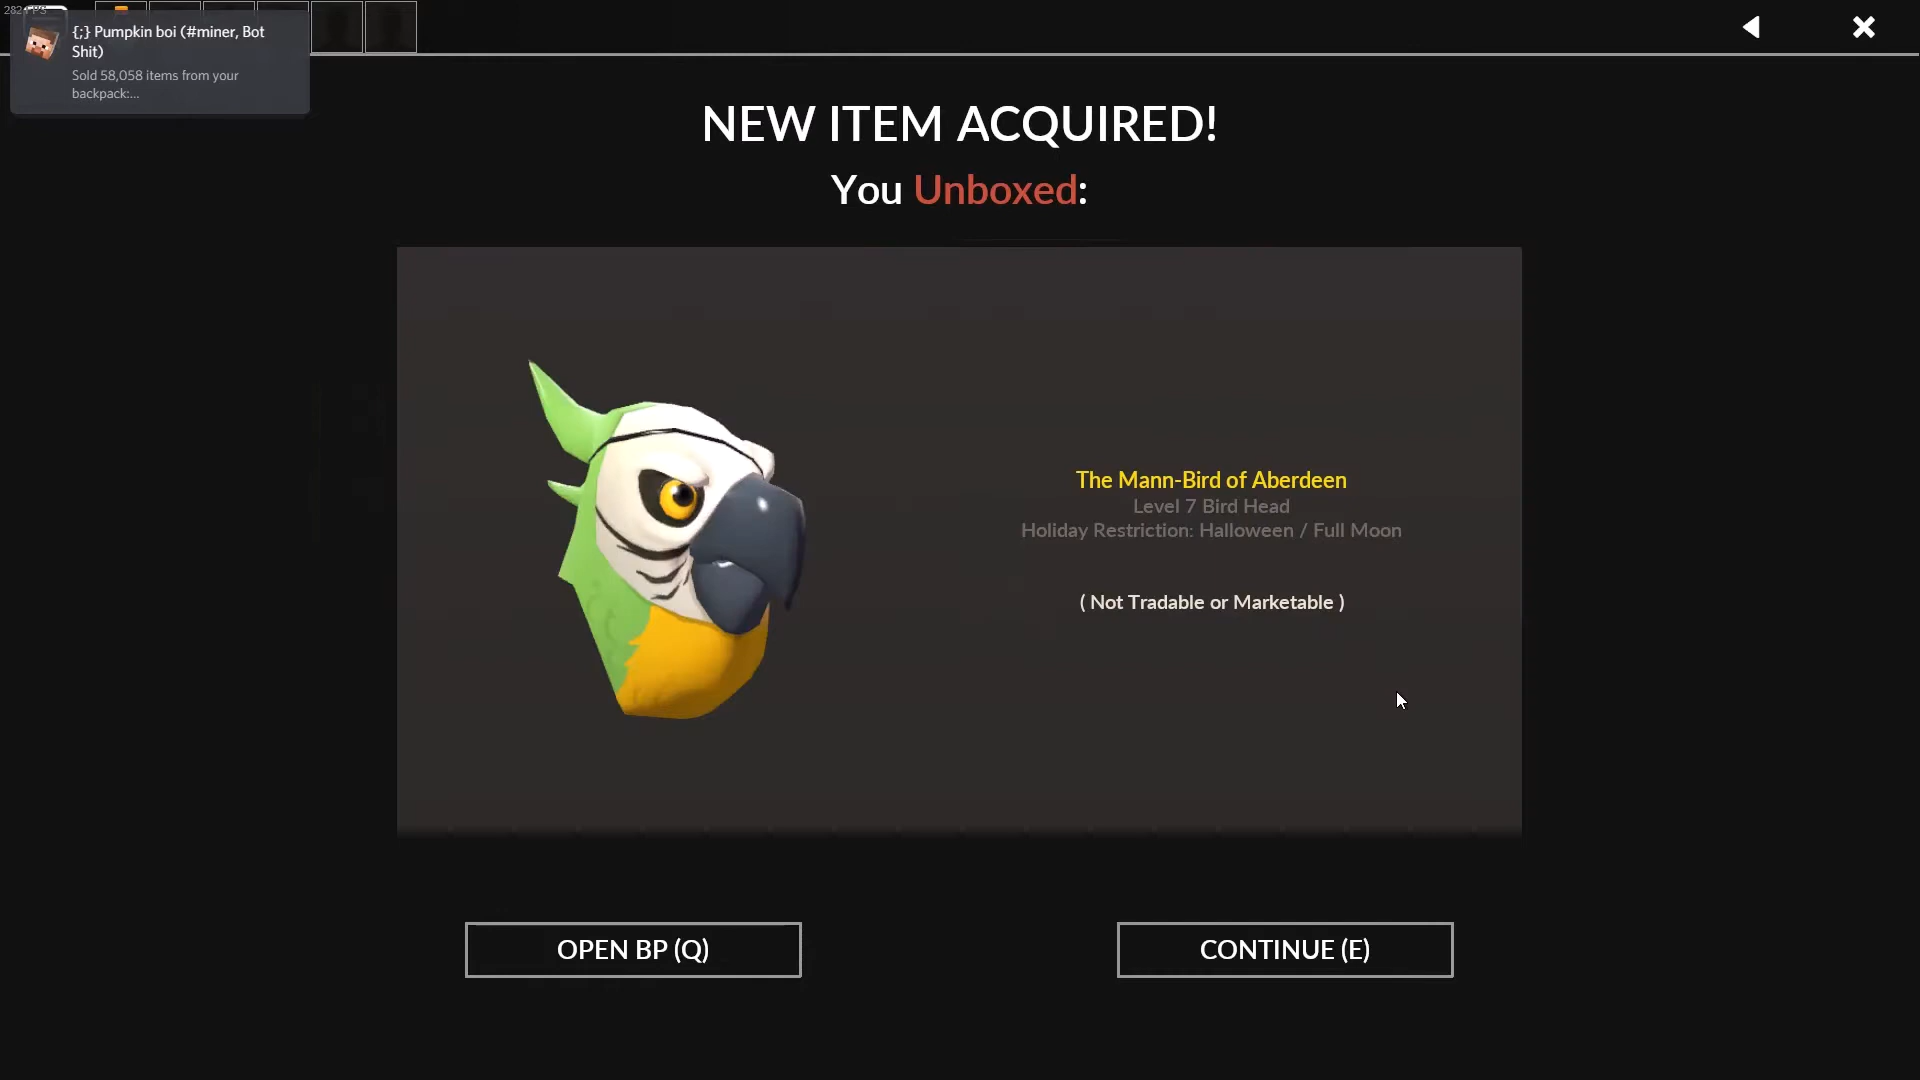 {;} Pumpkin boi (#miner, Bot
Shit)
Sold 58,058 items from your
backpack:...
NEW ITEM ACQUIRED!
You Unboxed:
The Mann-Bird of Aberdeen
Level 7 Bird Head
Holiday Restriction: Halloween / Full Moon
( Not Tradable or Marketable )
OPEN BP (Q)
CONTINUE (E)